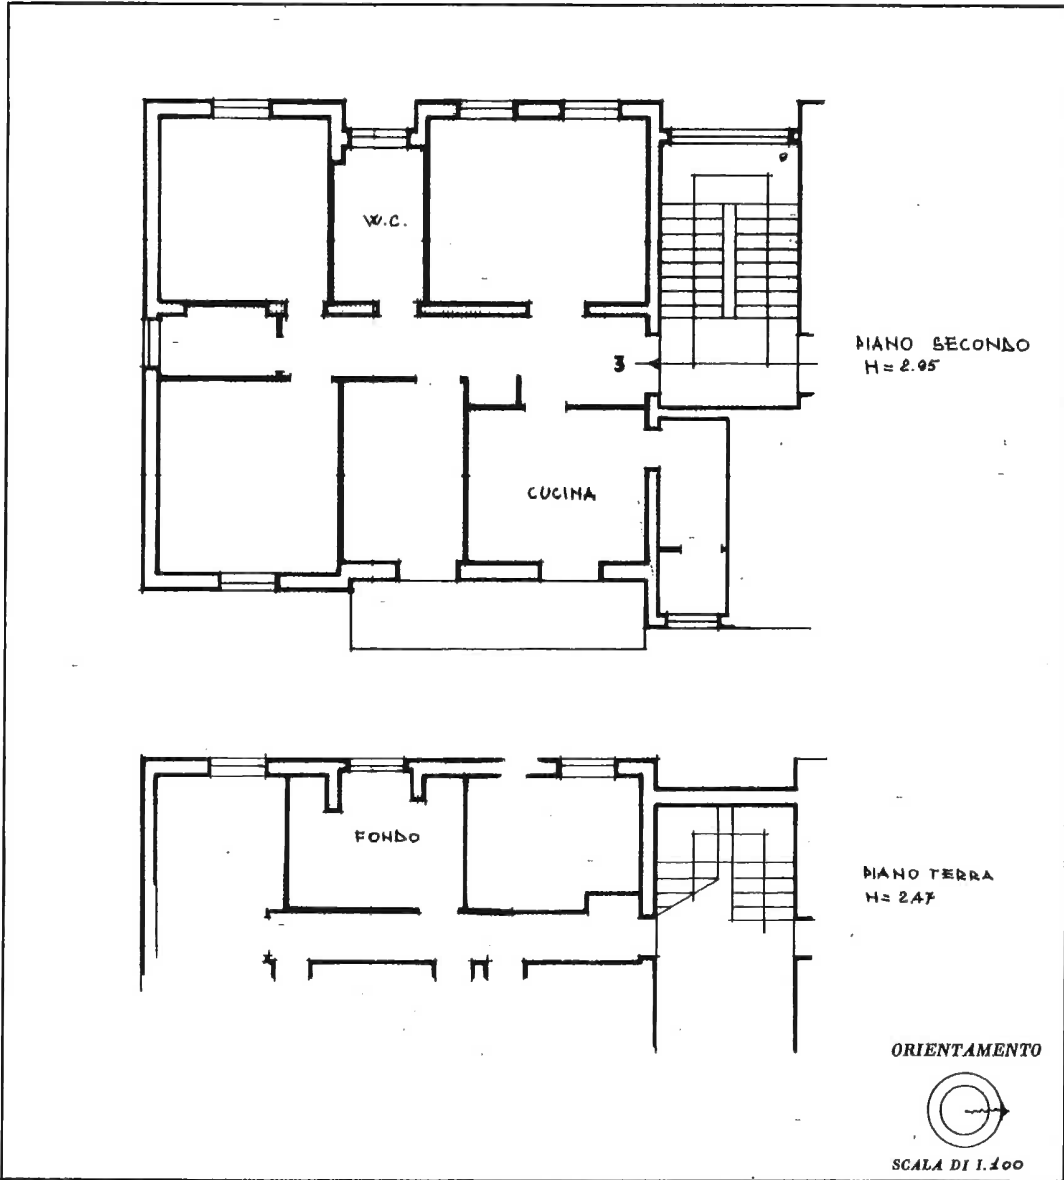 W.C.
3
PIANO SECONDO
H = 2.95
CUCINA
FONDO
PIANO TERRA
H = 2.47
ORIENTAMENTO
SCALA DI 1.100